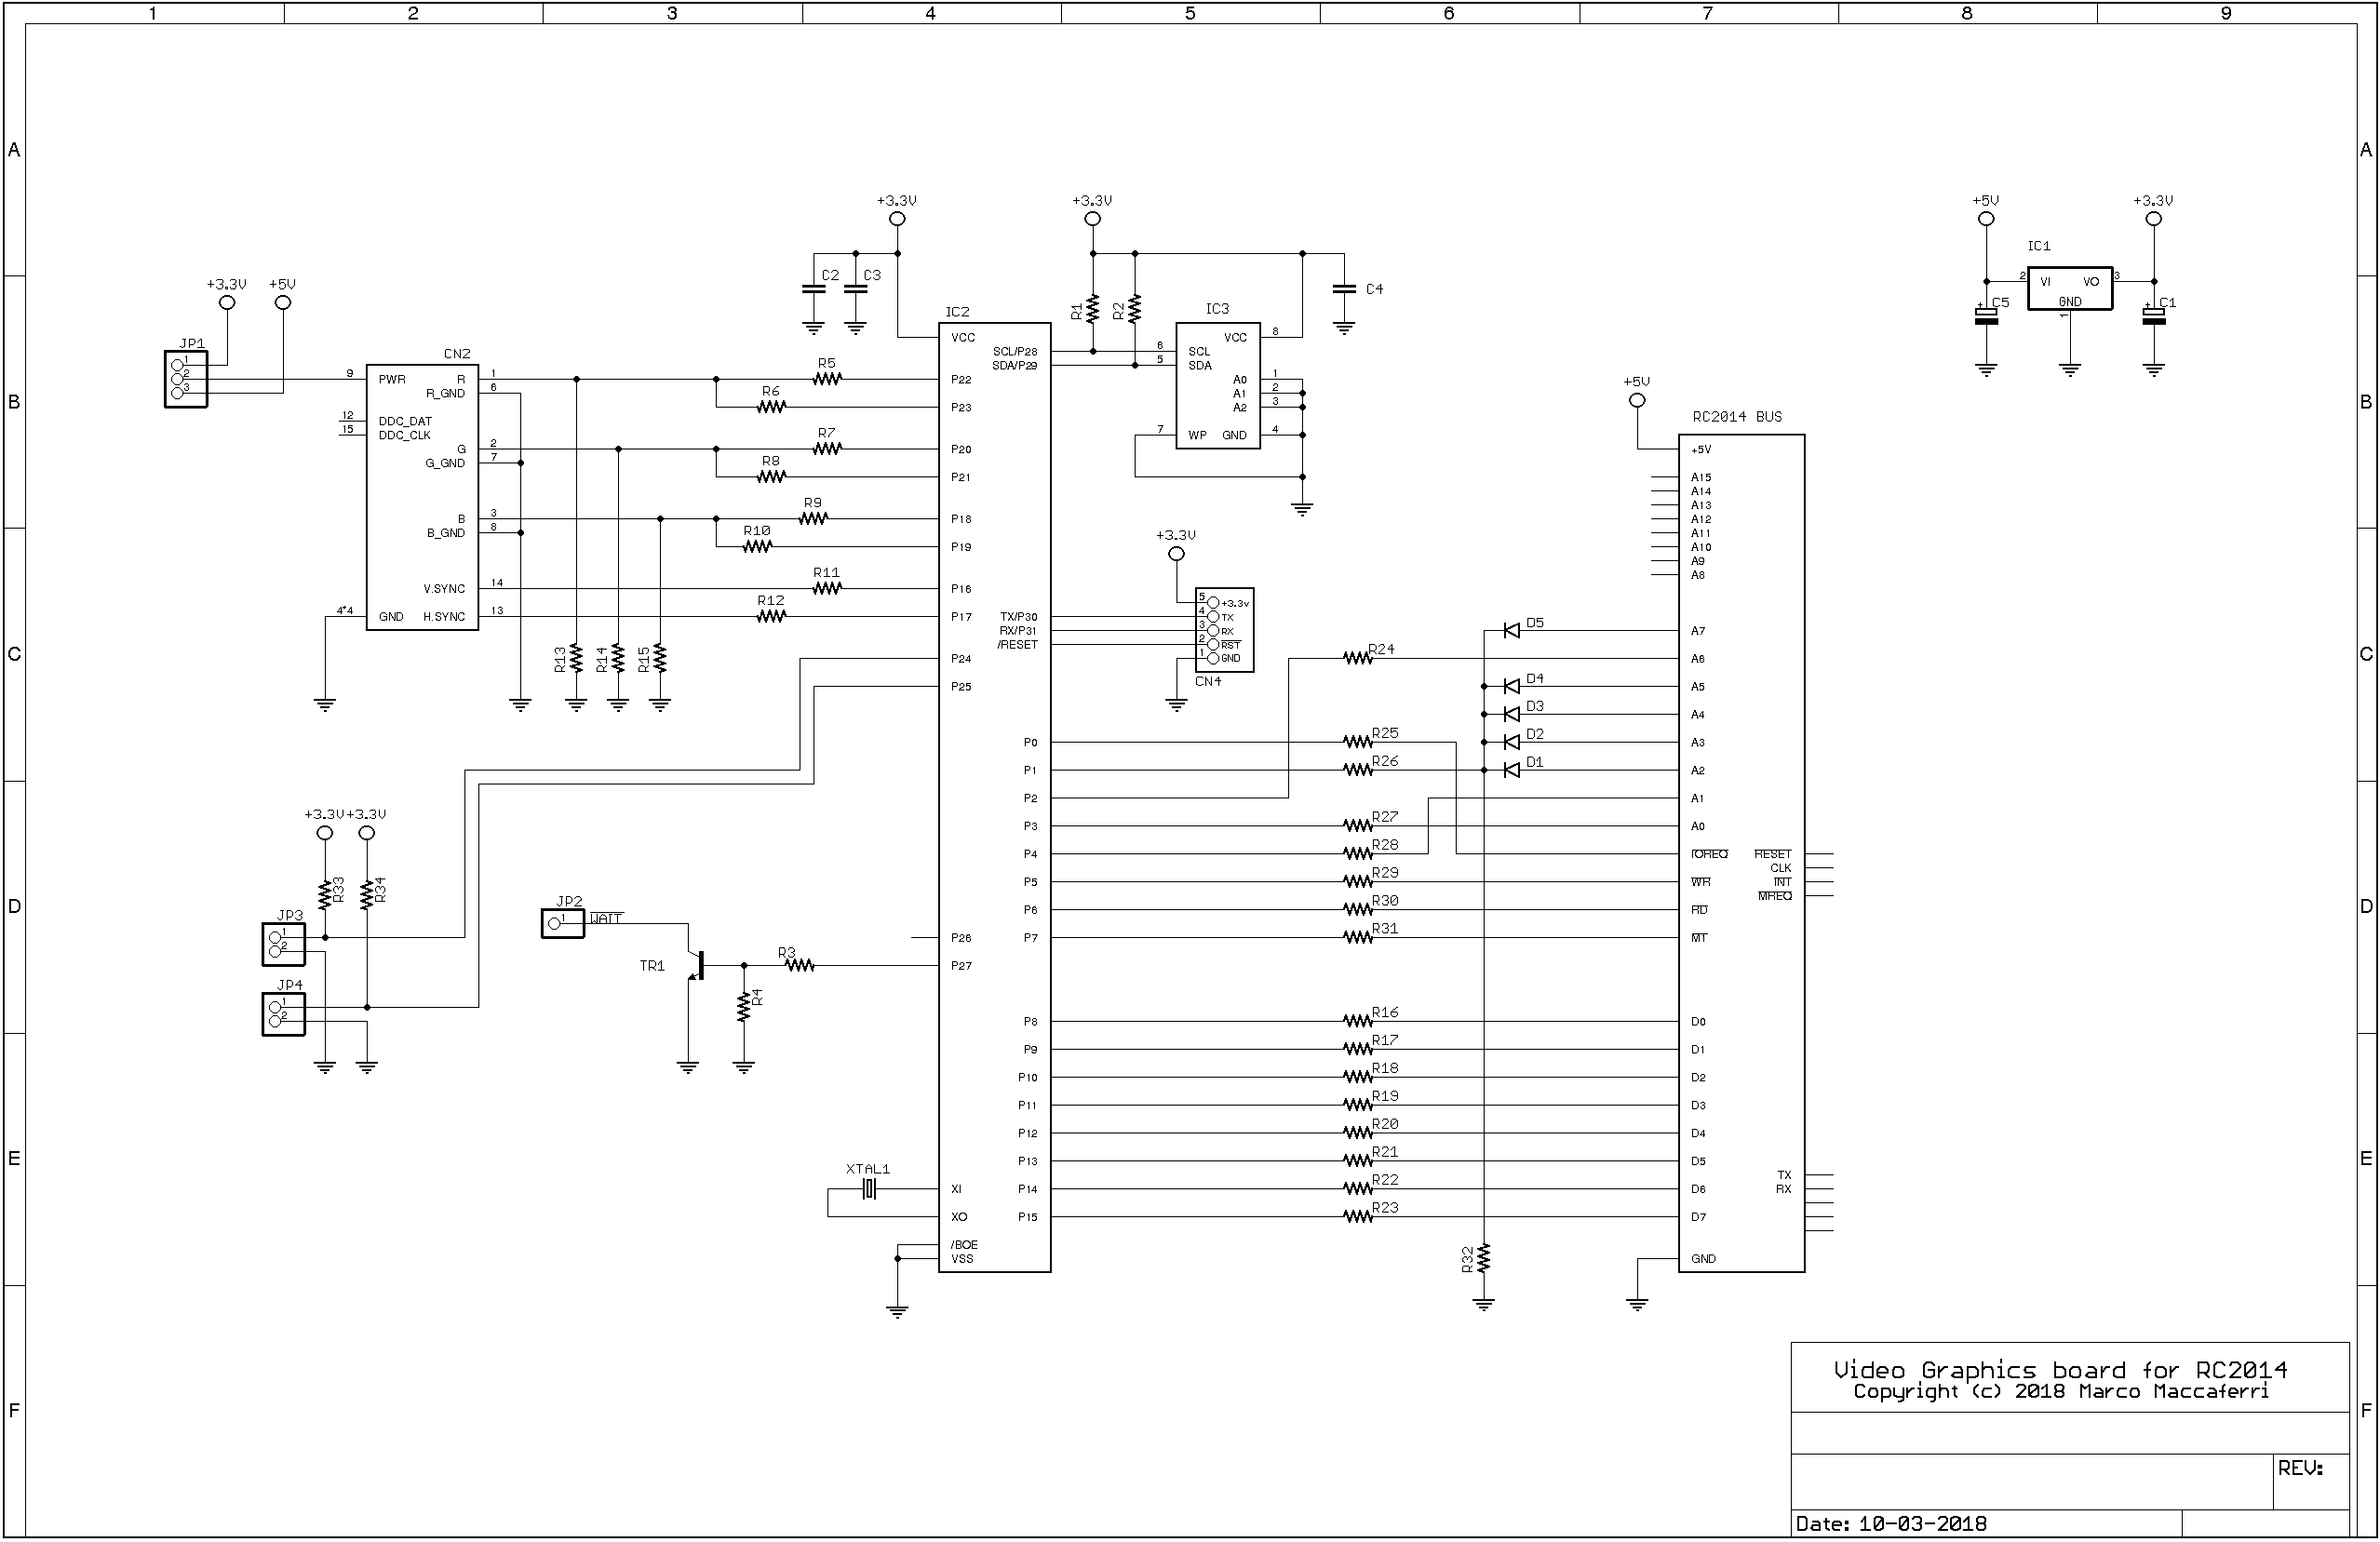 1 2 3 4 5 6 7 8 9
A A
+3.3V +3.3V +5V +3.3V
IC1
2 VI VO 3
GND
1
+ C5 + C1
C2 C3 C4
+3.3V +5V
JP1
1
2
3
CN2
9 PWR R 1
R_GND 6
12 DDC_DAT
15 DDC_CLK
G 2
G_GND 7
B 3
B_GND 8
V.SYNC 14
4*4 GND H.SYNC 13
R5
R6
R7
R8
R9
R10
R11
R12
R13 R14 R15
IC2
VCC
SCL/P28
SDA/P29
P22
P23
P20
P21
P18
P19
P16
P17 TX/P30
RX/P31
/RESET
P24
P25
P0
P1
P2
P3
P4
P5
P6
P26 P7
P27
P8
P9
P10
P11
P12
P13
XI P14
XO P15
/BOE
VSS
R1 R2
IC3
VCC 8
6 SCL
5 SDA
A0 1
A1 2
A2 3
7 WP GND 4
B B
+3.3V
5 +3.3v
4 TX
3 RX
2 RST
1 GND
CN4
+5V
RC2014 BUS
+5V
A15
A14
A13
A12
A11
A10
A9
A8
D5 A7
R24 A6
D4 A5
D3 A4
R25 D2 A3
R26 D1 A2
A1
R27 A0
R28 IOREQ RESET
CLK
R29 WR INT
MREQ
R30 RD
R31 M1
R16 D0
R17 D1
R18 D2
R19 D3
R20 D4
R21 D5
TX
R22 D6 RX
R23 D7
R32 GND
C C
+3.3V +3.3V
R33 R34
JP3
1
2
JP4
1
2
D D
JP2
1 WAIT
TR1 R3
R4
XTAL1
E E
F F
Video Graphics board for RC2014
Copyright (c) 2018 Marco Maccaferri
REV:
Date: 10-03-2018